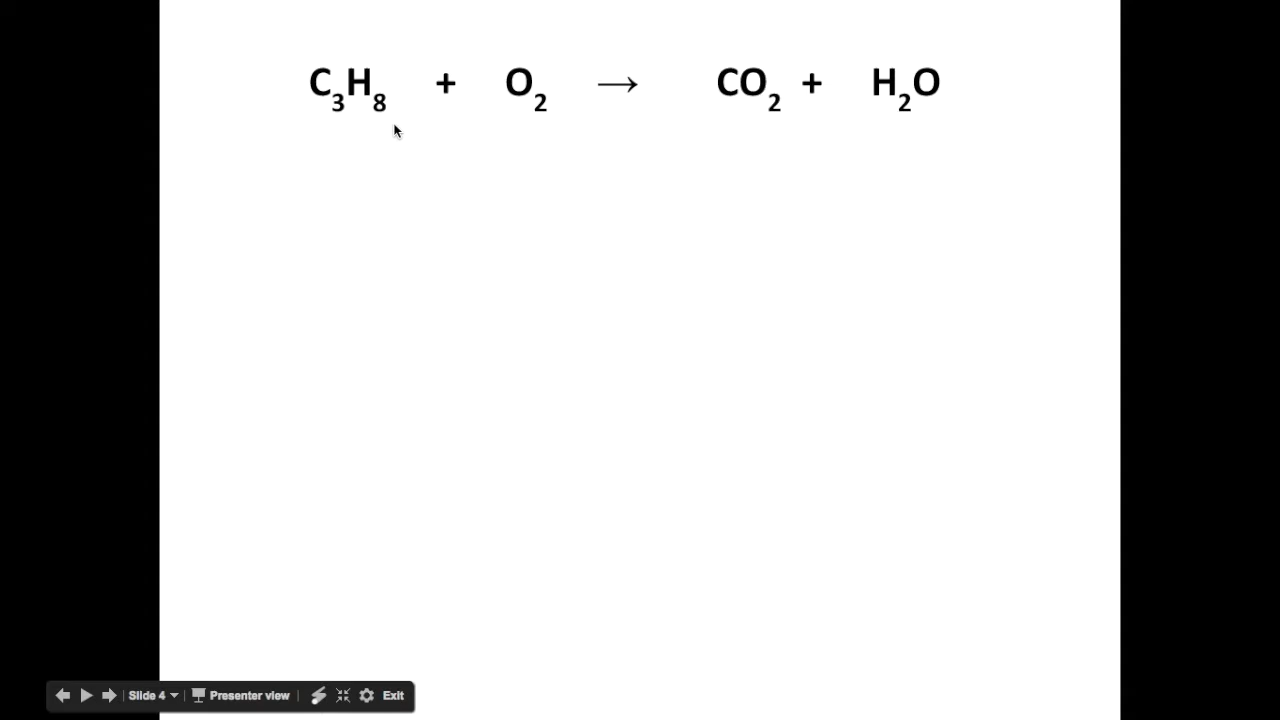 C₃H₈ + O₂ → CO₂ + H₂O
Slide 4 Presenter view Exit